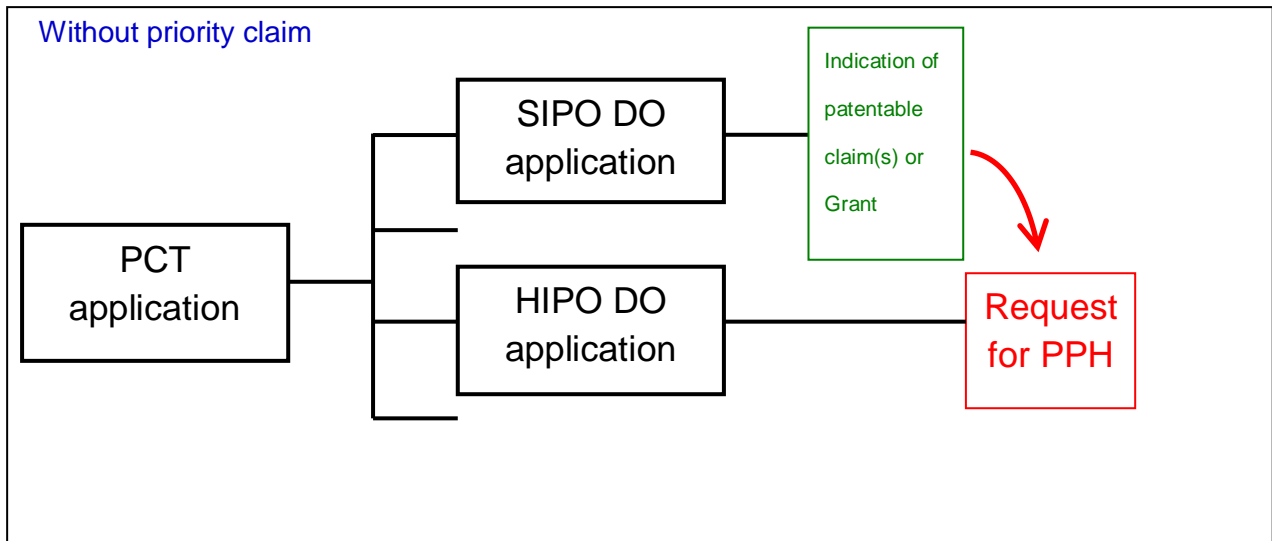 Without priority claim
SIPO DO
application
Indication of
patentable
claim(s) or
Grant
PCT
application
HIPO DO
application
Request
for PPH